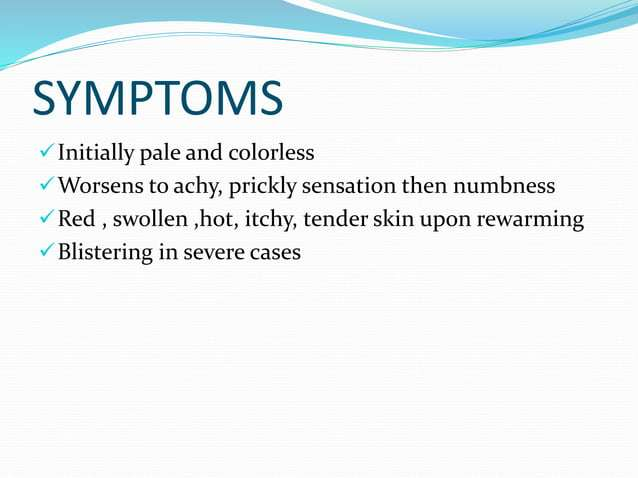 SYMPTOMS
Initially pale and colorless
Worsens to achy, prickly sensation then numbness
Red , swollen ,hot, itchy, tender skin upon rewarming
Blistering in severe cases